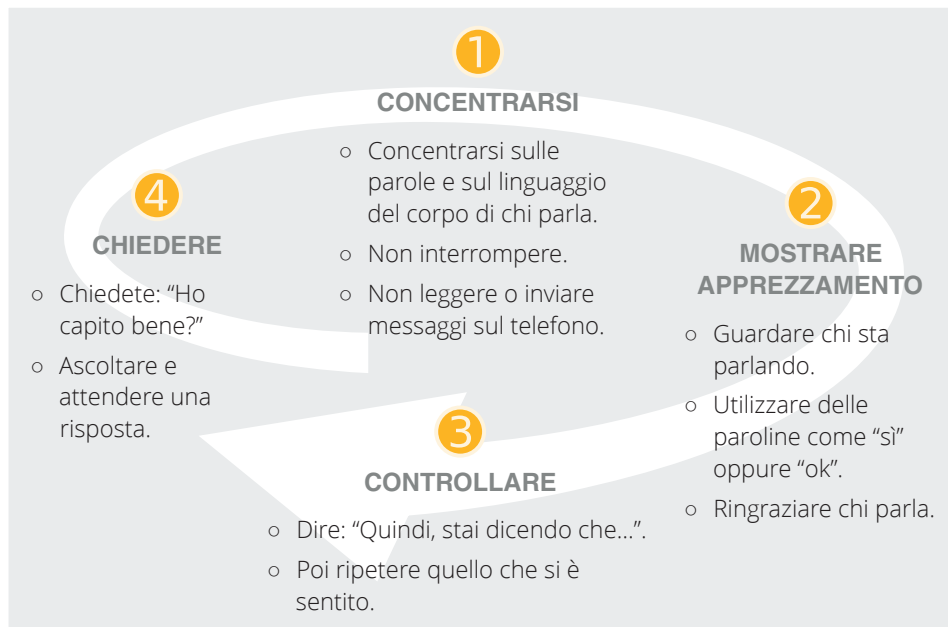 1
CONCENTRARSI
○ Concentrarsi sulle
parole e sul linguaggio
del corpo di chi parla.
○ Non interrompere.
○ Non leggere o inviare
messaggi sul telefono.
2
MOSTRARE
APPREZZAMENTO
○ Guardare chi sta
parlando.
○ Utilizzare delle
paroline come “sì”
oppure “ok”.
○ Ringraziare chi parla.
3
CONTROLLARE
○ Dire: “Quindi, stai dicendo che...”.
○ Poi ripetere quello che si è
sentito.
4
CHIEDERE
○ Chiedete: “Ho
capito bene?”
○ Ascoltare e
attendere una
risposta.